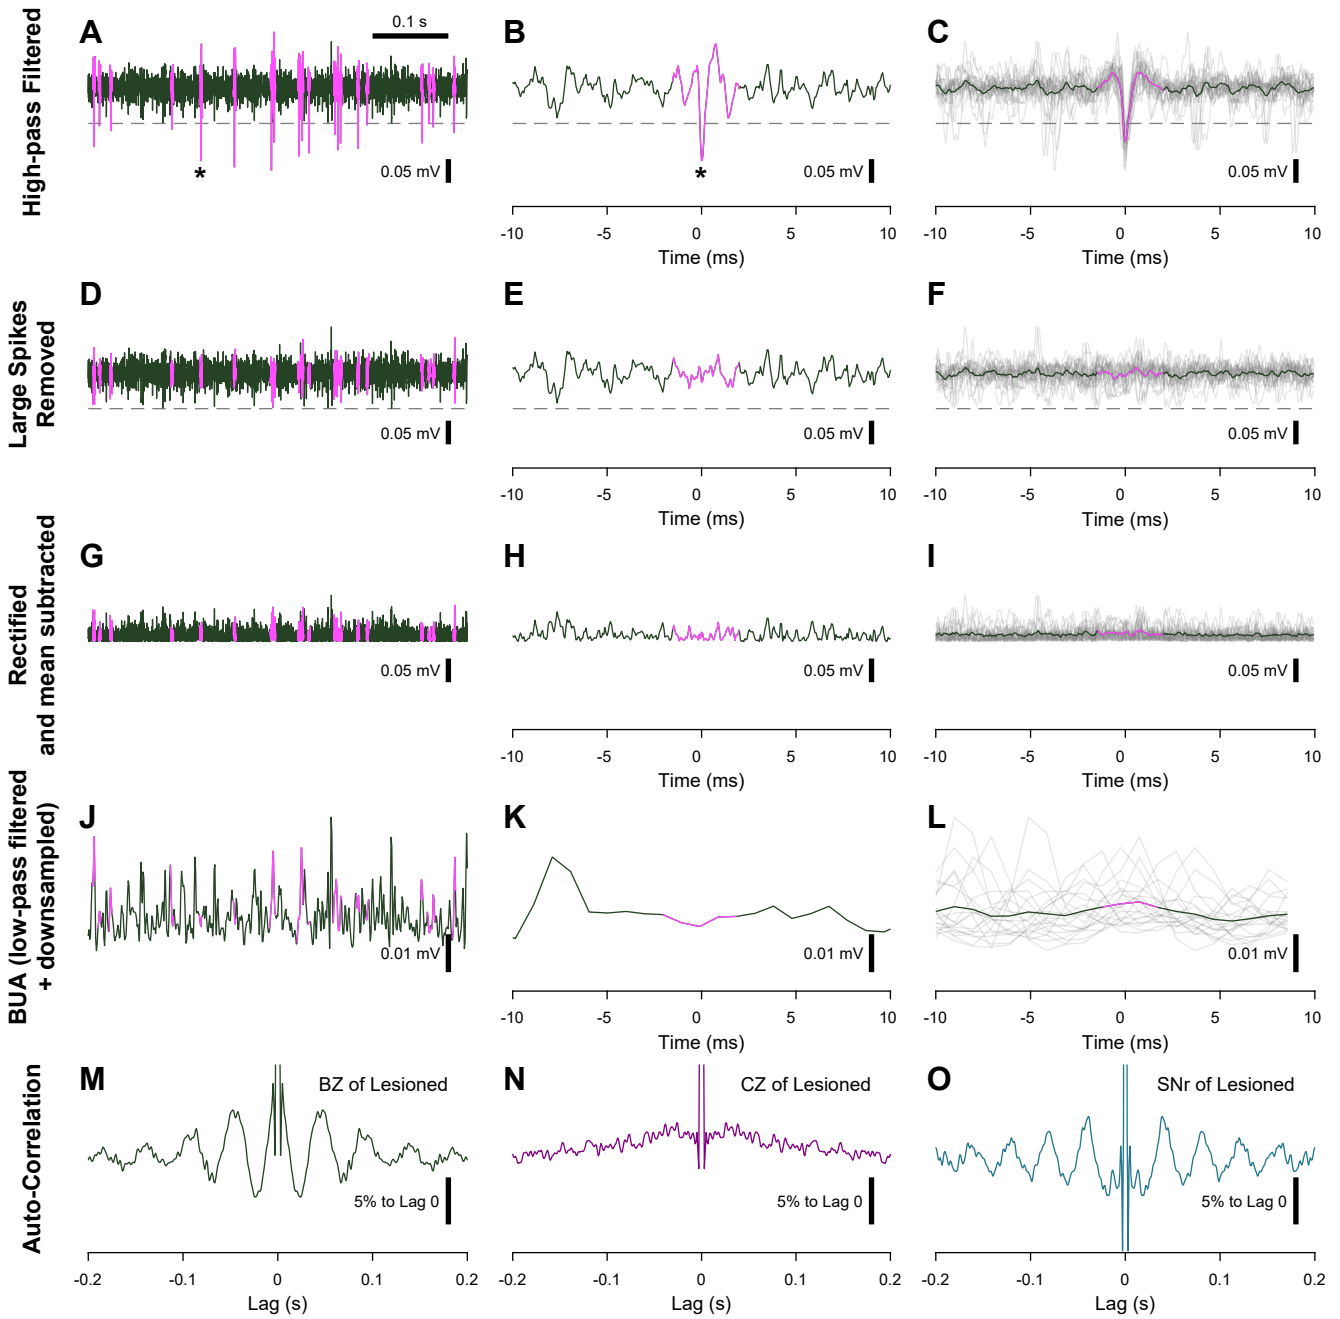 High-pass Filtered
A
0.1 s
*
0.05 mV
B
*
0.05 mV
-10 -5 0 5 10
Time (ms)
C
0.05 mV
-10 -5 0 5 10
Time (ms)
Large Spikes
Removed
D
0.05 mV
E
0.05 mV
-10 -5 0 5 10
Time (ms)
F
0.05 mV
-10 -5 0 5 10
Time (ms)
Rectified
and mean subtracted
G
0.05 mV
H
0.05 mV
-10 -5 0 5 10
Time (ms)
I
0.05 mV
-10 -5 0 5 10
Time (ms)
BUA (low-pass filtered
+ downsampled)
J
0.01 mV
K
0.01 mV
-10 -5 0 5 10
Time (ms)
L
0.01 mV
-10 -5 0 5 10
Time (ms)
Auto-Correlation
M
BZ of Lesioned
5% to Lag 0
-0.2 -0.1 0 0.1 0.2
Lag (s)
N
CZ of Lesioned
5% to Lag 0
-0.2 -0.1 0 0.1 0.2
Lag (s)
O
SNr of Lesioned
5% to Lag 0
-0.2 -0.1 0 0.1 0.2
Lag (s)